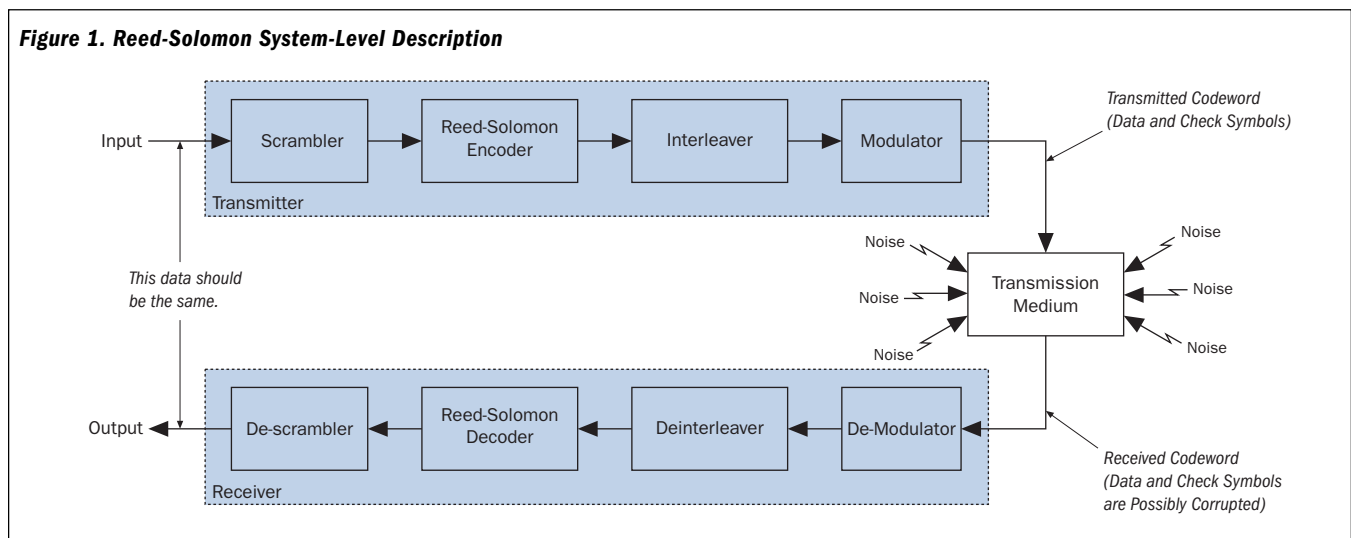 Figure 1. Reed-Solomon System-Level Description
Input
Scrambler
Reed-Solomon
Encoder
Interleaver
Modulator
Transmitter
Transmitted Codeword
(Data and Check Symbols)
This data should
be the same.
Noise
Noise
Noise
Transmission
Medium
Noise
Noise
Noise
Output
De-scrambler
Reed-Solomon
Decoder
Deinterleaver
De-Modulator
Receiver
Received Codeword
(Data and Check Symbols
are Possibly Corrupted)